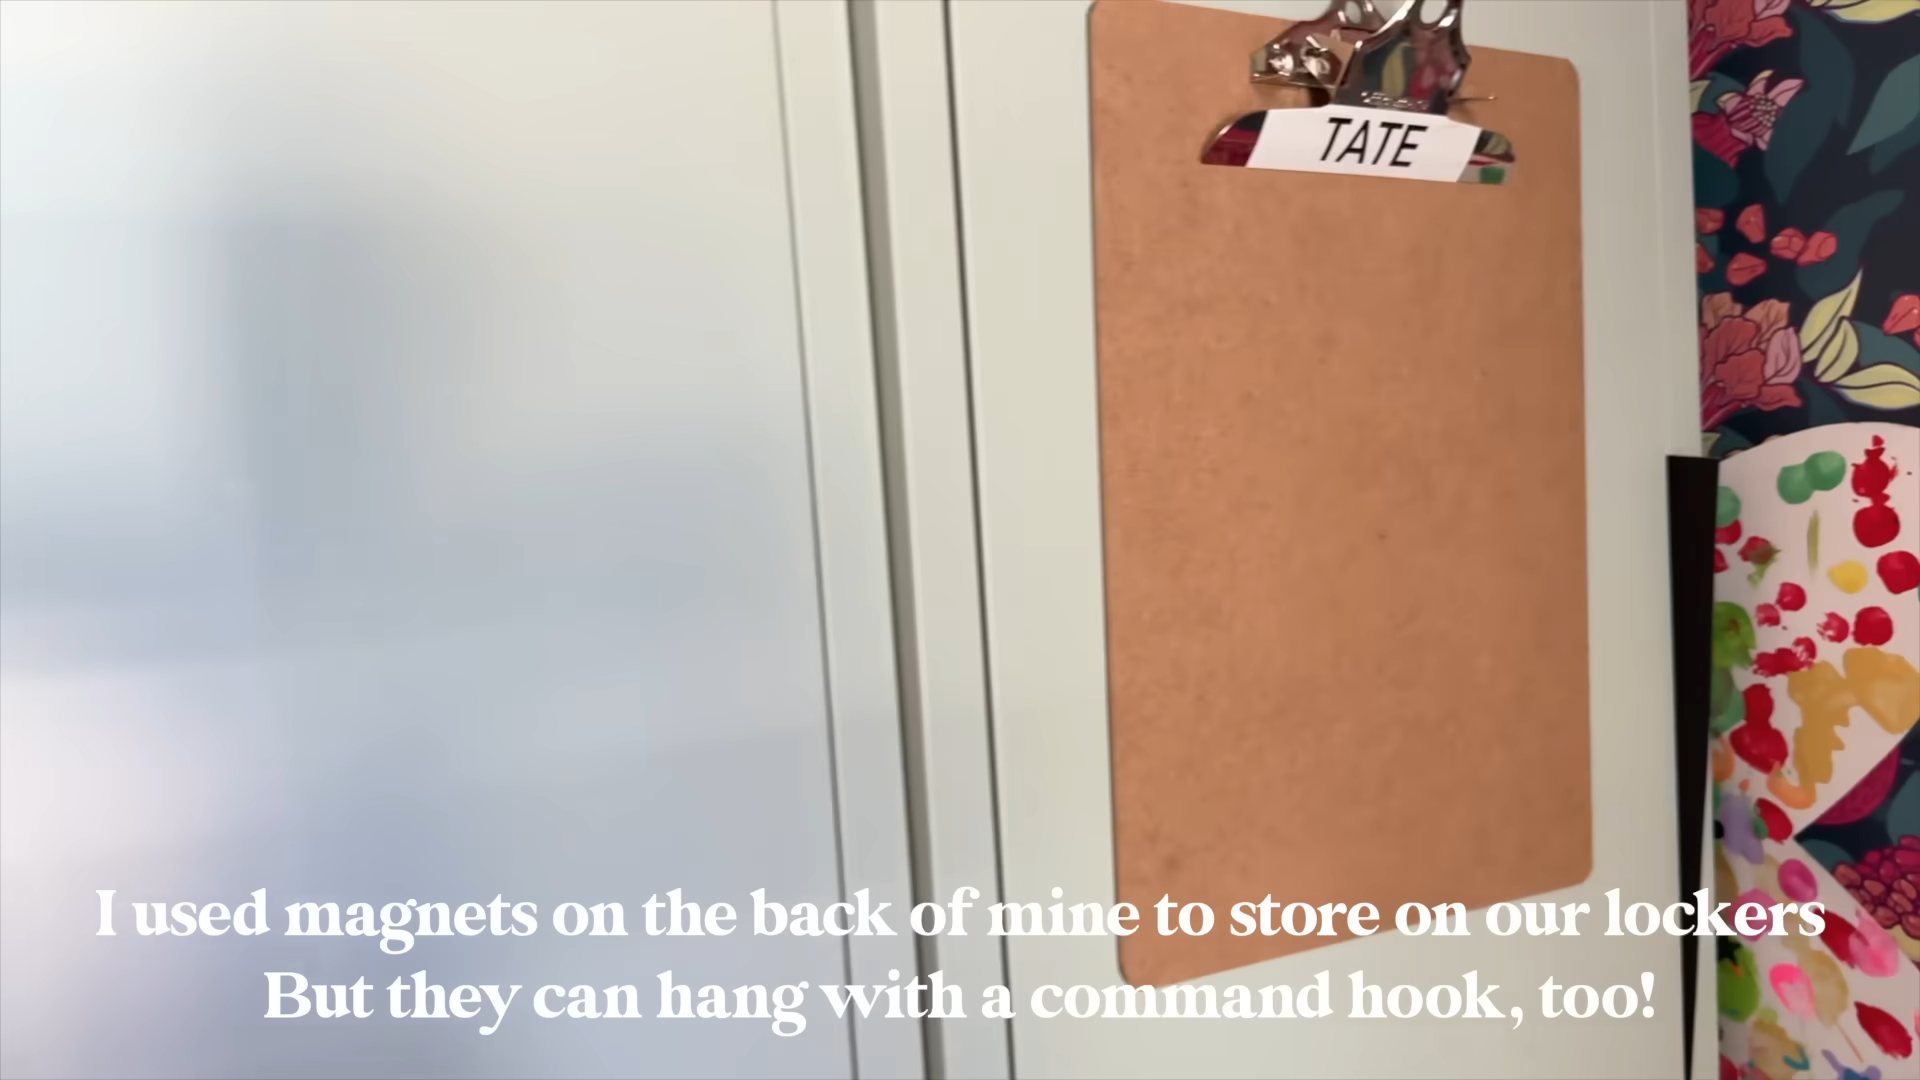 TATE
I used magnets on the back of mine to store on our lockers
But they can hang with a command hook, too!